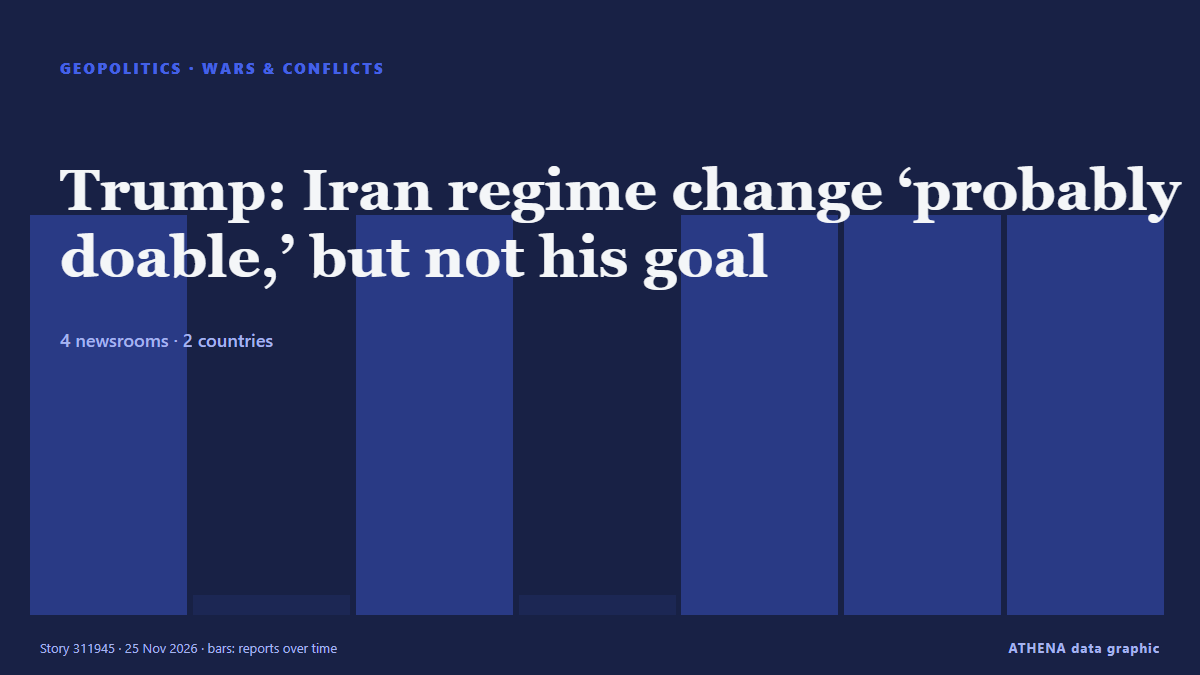 GEOPOLITICS · WARS & CONFLICTS
Trump: Iran regime change ‘probably
doable,’ but not his goal
4 newsrooms · 2 countries
Story 311945 · 25 Nov 2026 · bars: reports over time
ATHENA data graphic